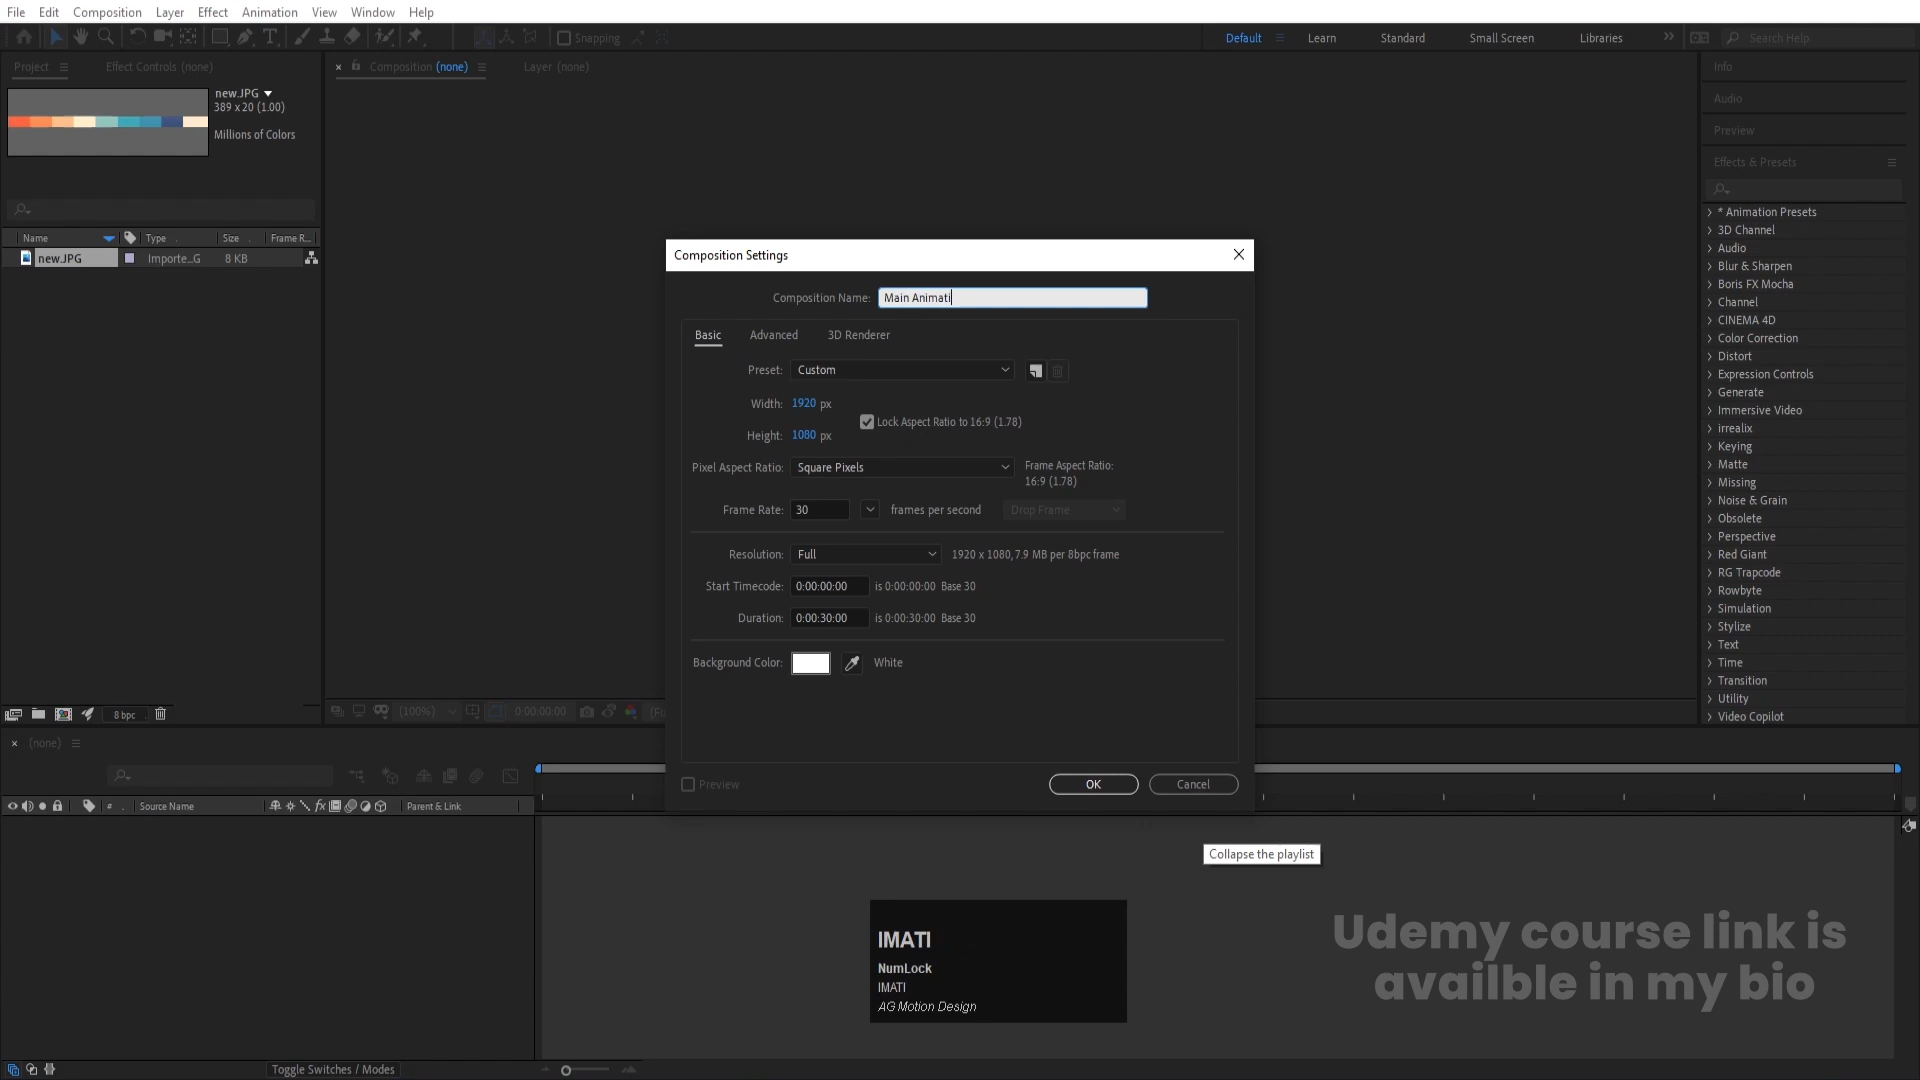 File Edit Composition Layer Effect Animation View Window Help
Snapping
Default Learn Standard Small Screen Libraries Search Help
Project Effect Controls (none)
Composition (none) Layer (none)
new.JPG
389 x 20 (1.00)
Millions of Colors
Name Type Size Frame R...
new.JPG Importe...G 8 KB
Composition Settings
Composition Name: Main Animati
Basic Advanced 3D Renderer
Preset: Custom
Width: 1920 px
Lock Aspect Ratio to 16:9 (1.78)
Height: 1080 px
Pixel Aspect Ratio: Square Pixels
Frame Aspect Ratio:
16:9 (1.78)
Frame Rate: 30 frames per second Drop Frame
Resolution: Full 1920 x 1080, 7.9 MB per 8bpc frame
Start Timecode: 0:00:00:00 is 0:00:00:00 Base 30
Duration: 0:00:30:00 is 0:00:30:00 Base 30
Background Color: White
Preview OK Cancel
Info
Audio
Preview
Effects & Presets
* Animation Presets
3D Channel
Audio
Blur & Sharpen
Boris FX Mocha
Channel
CINEMA 4D
Color Correction
Distort
Expression Controls
Generate
Immersive Video
irrealix
Keying
Matte
Missing
Noise & Grain
Obsolete
Perspective
Red Giant
RG Trapcode
Rowbyte
Simulation
Stylize
Text
Time
Transition
Utility
Video Copilot
8 bpc
(100%) 0:00:00:00 (Fu
(none)
# Source Name fx Parent & Link
Collapse the playlist
IMATI
NumLock
IMATI
AG Motion Design
Udemy course link is
availble in my bio
Toggle Switches / Modes